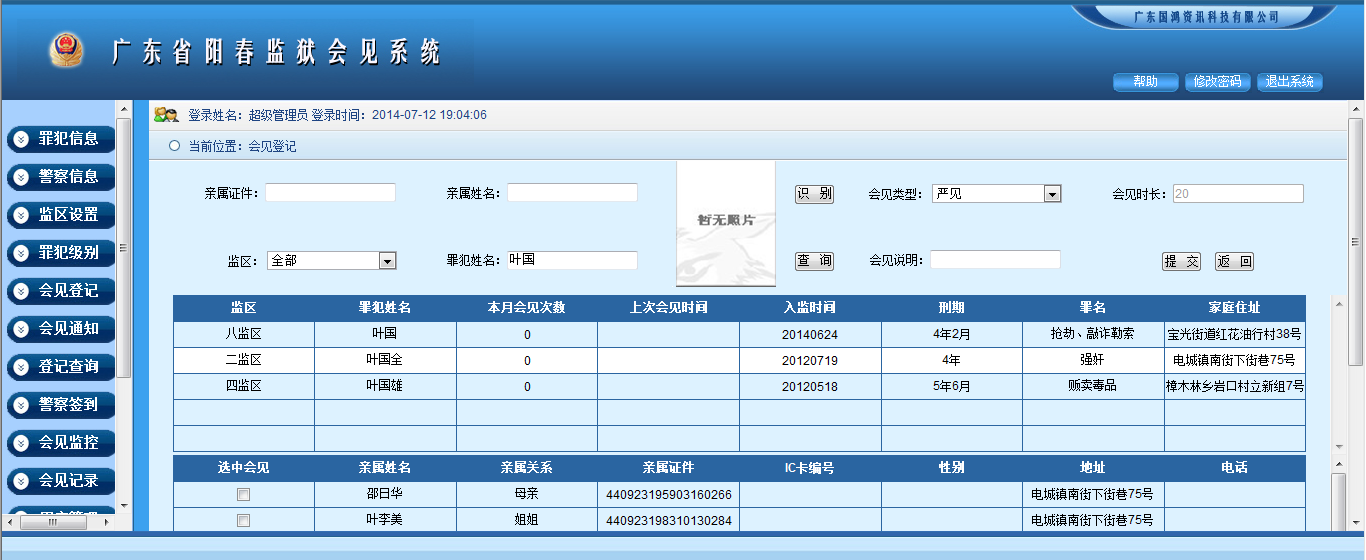 广东国鸿资讯科技有限公司
广东省阳春监狱会见系统
帮助 修改密码 退出系统
罪犯信息
警察信息
监区设置
罪犯级别
会见登记
会见通知
登记查询
警察签到
会见监控
会见记录
登录姓名：超级管理员 登录时间：2014-07-12 19:04:06
当前位置：会见登记
亲属证件： 亲属姓名： 暂无照片 识 别 会见类型： 严见 会见时长： 20
监区： 全部 罪犯姓名： 叶国 查 询 会见说明： 提 交 返 回
监区 罪犯姓名 本月会见次数 上次会见时间 入监时间 刑期 罪名 家庭住址
八监区 叶国 0 20140624 4年2月 抢劫、敲诈勒索 宝光街道红花油行村38号
二监区 叶国全 0 20120719 4年 强奸 电城镇南街下街巷75号
四监区 叶国雄 0 20120518 5年6月 贩卖毒品 樟木林乡岩口村立新组7号
选中会见 亲属姓名 亲属关系 亲属证件 IC卡编号 性别 地址 电话
邵日华 母亲 440923195903160266 电城镇南街下街巷75号
叶李美 姐姐 440923198310130284 电城镇南街下街巷75号